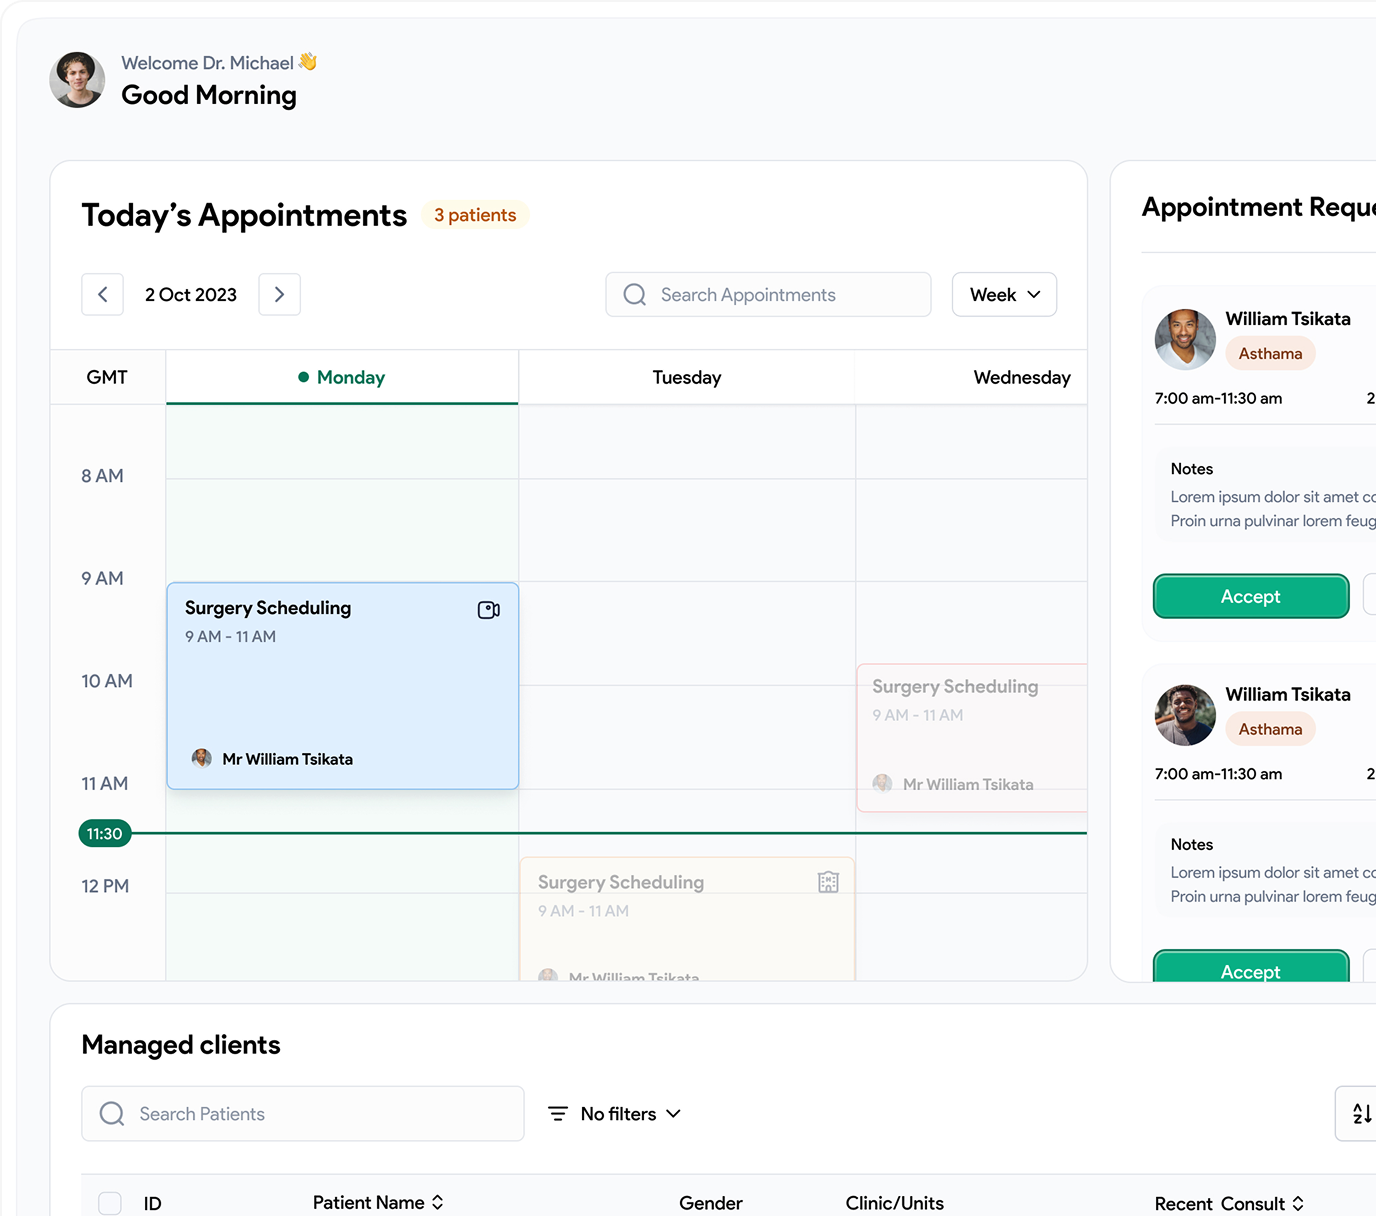 Welcome Dr. Michael 👋
Good Morning
Today’s Appointments
3 patients
2 Oct 2023
Search Appointments
Week
GMT
Monday
Tuesday
Wednesday
8 AM
9 AM
10 AM
11 AM
11:30
12 PM
Surgery Scheduling
9 AM - 11 AM
Mr William Tsikata
Surgery Scheduling
9 AM - 11 AM
Mr William Tsikata
Surgery Scheduling
9 AM - 11 AM
Mr William Tsikata
Appointment Reque
William Tsikata
Asthama
7:00 am-11:30 am
2
Notes
Lorem ipsum dolor sit amet co
Proin urna pulvinar lorem feug
Accept
William Tsikata
Asthama
7:00 am-11:30 am
2
Notes
Lorem ipsum dolor sit amet co
Proin urna pulvinar lorem feug
Accept
Managed clients
Search Patients
No filters
ID
Patient Name
Gender
Clinic/Units
Recent Consult